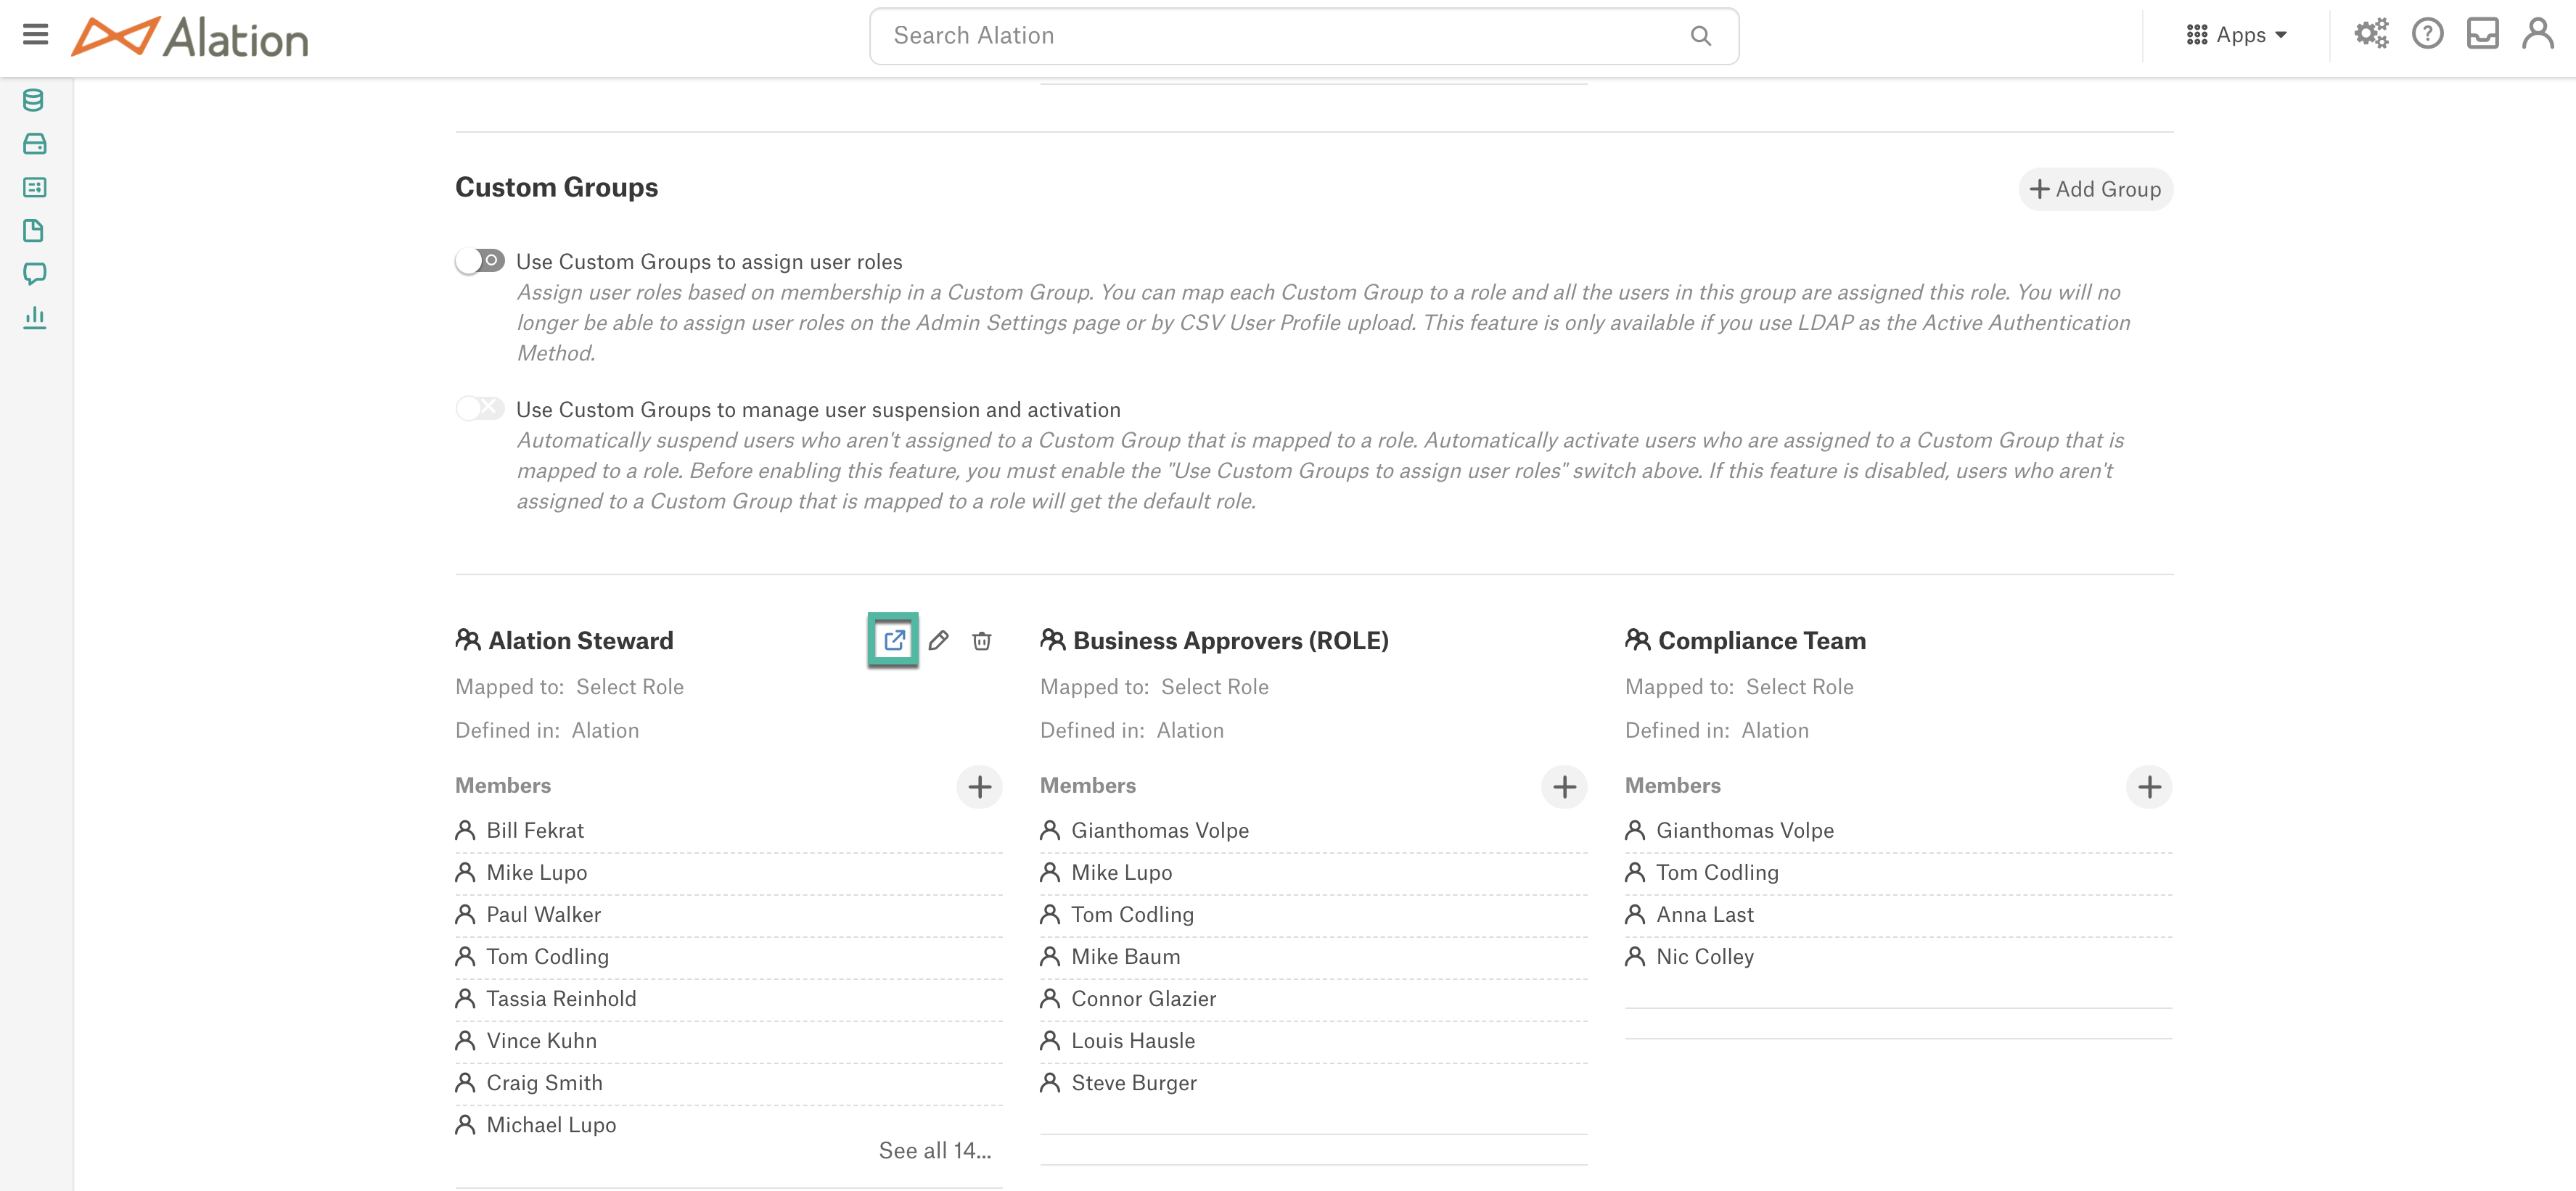 Alation
Search Alation
Apps
Custom Groups
Add Group
Use Custom Groups to assign user roles
Assign user roles based on membership in a Custom Group. You can map each Custom Group to a role and all the users in this group are assigned this role. You will no
longer be able to assign user roles on the Admin Settings page or by CSV User Profile upload. This feature is only available if you use LDAP as the Active Authentication
Method.
Use Custom Groups to manage user suspension and activation
Automatically suspend users who aren't assigned to a Custom Group that is mapped to a role. Automatically activate users who are assigned to a Custom Group that is
mapped to a role. Before enabling this feature, you must enable the "Use Custom Groups to assign user roles" switch above. If this feature is disabled, users who aren't
assigned to a Custom Group that is mapped to a role will get the default role.
Alation Steward
Mapped to: Select Role
Defined in: Alation
Members
Bill Fekrat
Mike Lupo
Paul Walker
Tom Codling
Tassia Reinhold
Vince Kuhn
Craig Smith
Michael Lupo
See all 14...
Business Approvers (ROLE)
Mapped to: Select Role
Defined in: Alation
Members
Gianthomas Volpe
Mike Lupo
Tom Codling
Mike Baum
Connor Glazier
Louis Hausle
Steve Burger
Compliance Team
Mapped to: Select Role
Defined in: Alation
Members
Gianthomas Volpe
Tom Codling
Anna Last
Nic Colley